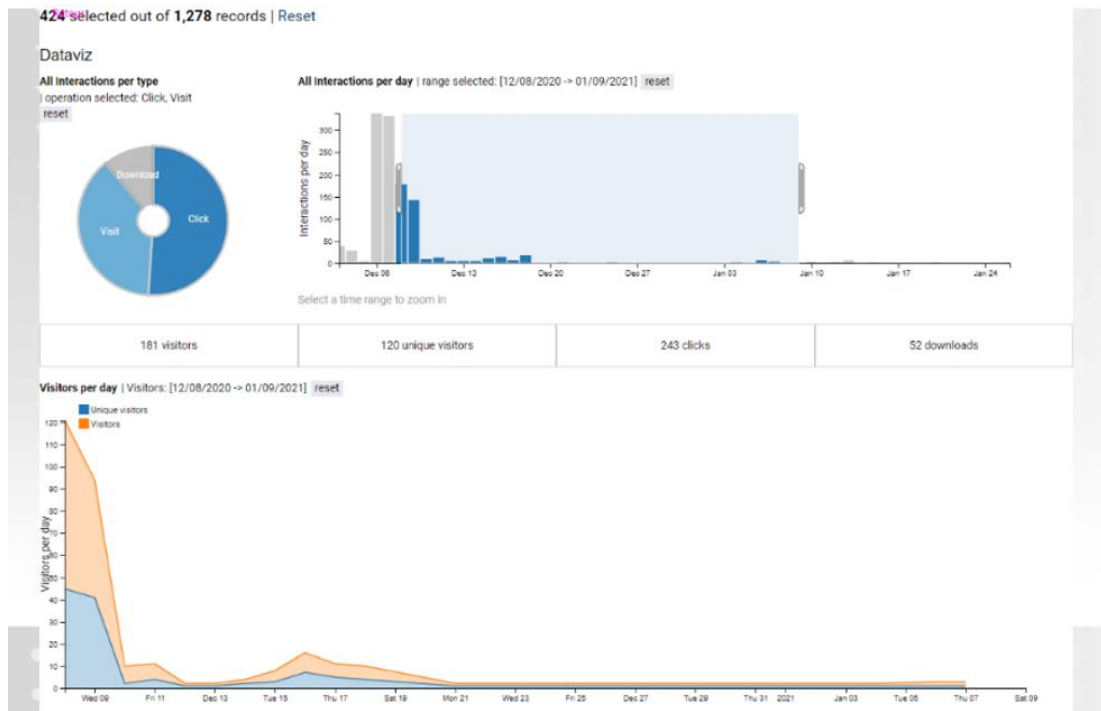 424 selected out of 1,278 records | Reset
Dataviz
All Interactions per type
| operation selected: Click, Visit
reset
Download
Visit
Click
All Interactions per day | range selected: [12/08/2020 -> 01/09/2021] reset
Interactions per day
300
250
200
150
100
50
0
Dec 06 Dec 13 Dec 20 Dec 27 Jan 03 Jan 10 Jan 17 Jan 24
Select a time range to zoom in
181 visitors 120 unique visitors 243 clicks 52 downloads
Visitors per day | Visitors: [12/08/2020 -> 01/09/2021] reset
Unique visitors
Visitors
Visitors per day
120
110
100
90
80
70
60
50
40
30
20
10
0
Wed 09 Fri 11 Dec 13 Tue 15 Thu 17 Sat 19 Mon 21 Wed 23 Fri 25 Dec 27 Tue 29 Thu 31 2021 Jan 03 Tue 05 Thu 07 Sat 09